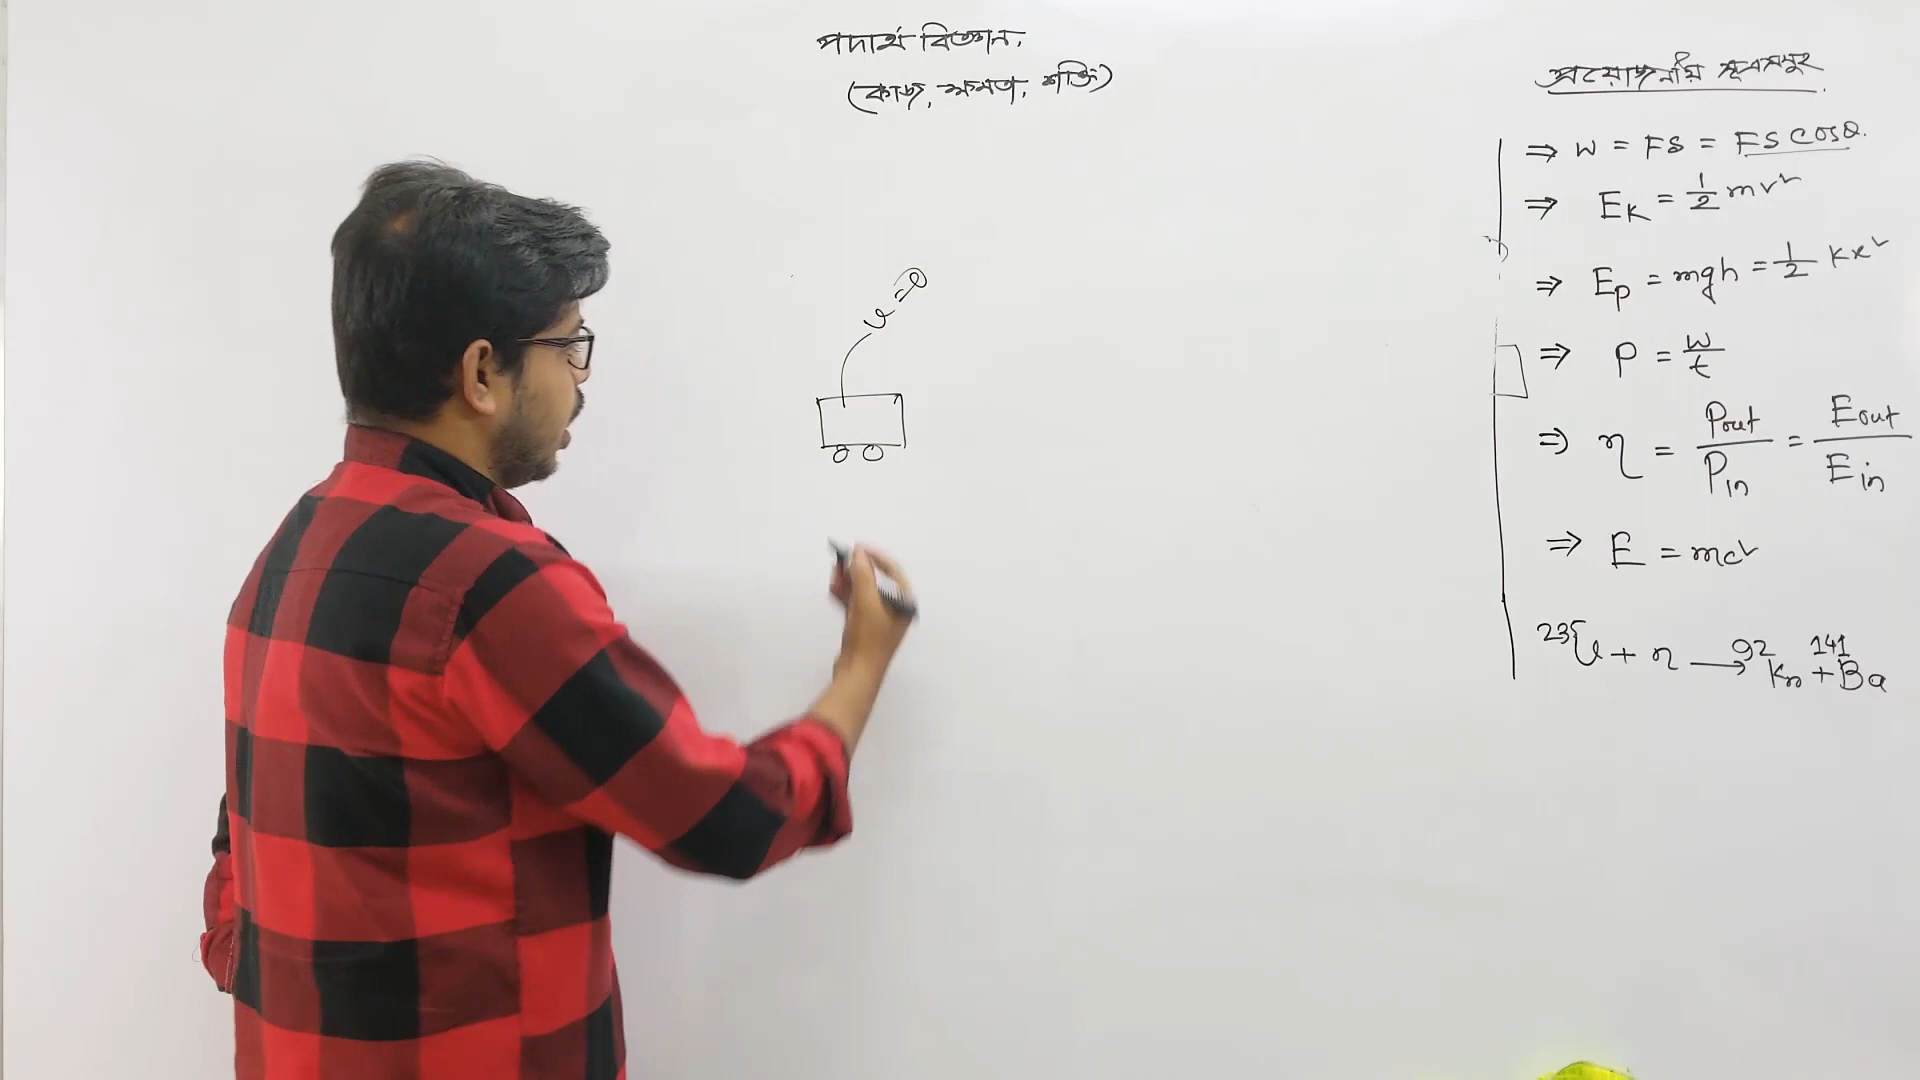 পদার্থ বিজ্ঞান,
(কাজ, ক্ষমতা, শক্তি)
প্রয়োজনীয় সূত্রসমূহ
⇒ W = FS = FS cosθ.
⇒ EK = 1/2 mv²
⇒ Ep = mgh = 1/2 Kx²
⇒ P = W/t
⇒ η = Pout/Pin = Eout/Ein
⇒ E = mc²
235U + n → 92Kr + 141Ba
v = 0